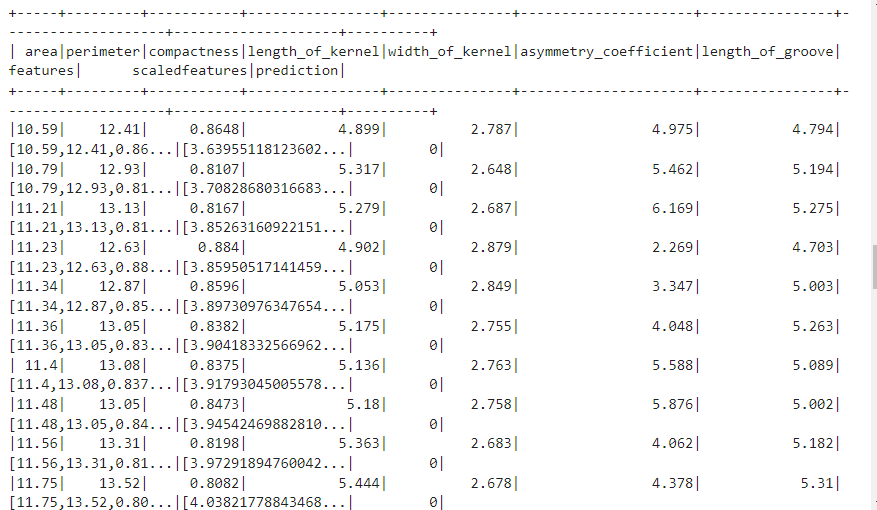 +-----+---------+-----------+----------------+---------------+---------------------+----------------+-
-------------------+--------------------+----------+
| area|perimeter|compactness|length_of_kernel|width_of_kernel|asymmetry_coefficient|length_of_groove|
features|      scaledfeatures|prediction|
+-----+---------+-----------+----------------+---------------+---------------------+----------------+-
-------------------+--------------------+----------+
|10.59|    12.41|     0.8648|           4.899|          2.787|                4.975|           4.794|
[10.59,12.41,0.86...|[3.63955118123602...|         0|
|10.79|    12.93|     0.8107|           5.317|          2.648|                5.462|           5.194|
[10.79,12.93,0.81...|[3.70828680316683...|         0|
|11.21|    13.13|     0.8167|           5.279|          2.687|                6.169|           5.275|
[11.21,13.13,0.81...|[3.85263160922151...|         0|
|11.23|    12.63|      0.884|           4.902|          2.879|                2.269|           4.703|
[11.23,12.63,0.88...|[3.85950517141459...|         0|
|11.34|    12.87|     0.8596|           5.053|          2.849|                3.347|           5.003|
[11.34,12.87,0.85...|[3.89730976347654...|         0|
|11.36|    13.05|     0.8382|           5.175|          2.755|                4.048|           5.263|
[11.36,13.05,0.83...|[3.90418332566962...|         0|
| 11.4|    13.08|     0.8375|           5.136|          2.763|                5.588|           5.089|
[11.4,13.08,0.837...|[3.91793045005578...|         0|
|11.48|    13.05|     0.8473|            5.18|          2.758|                5.876|           5.002|
[11.48,13.05,0.84...|[3.94542469882810...|         0|
|11.56|    13.31|     0.8198|           5.363|          2.683|                4.062|           5.182|
[11.56,13.31,0.81...|[3.97291894760042...|         0|
|11.75|    13.52|     0.8082|           5.444|          2.678|                4.378|            5.31|
[11.75,13.52,0.80...|[4.03821778843468...|         0|